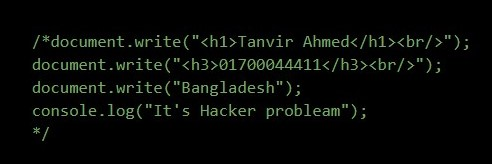 /*document.write("<h1>Tanvir Ahmed</h1><br/>");
document.write("<h3>01700044411</h3><br/>");
document.write("Bangladesh");
console.log("It's Hacker probleam");
*/